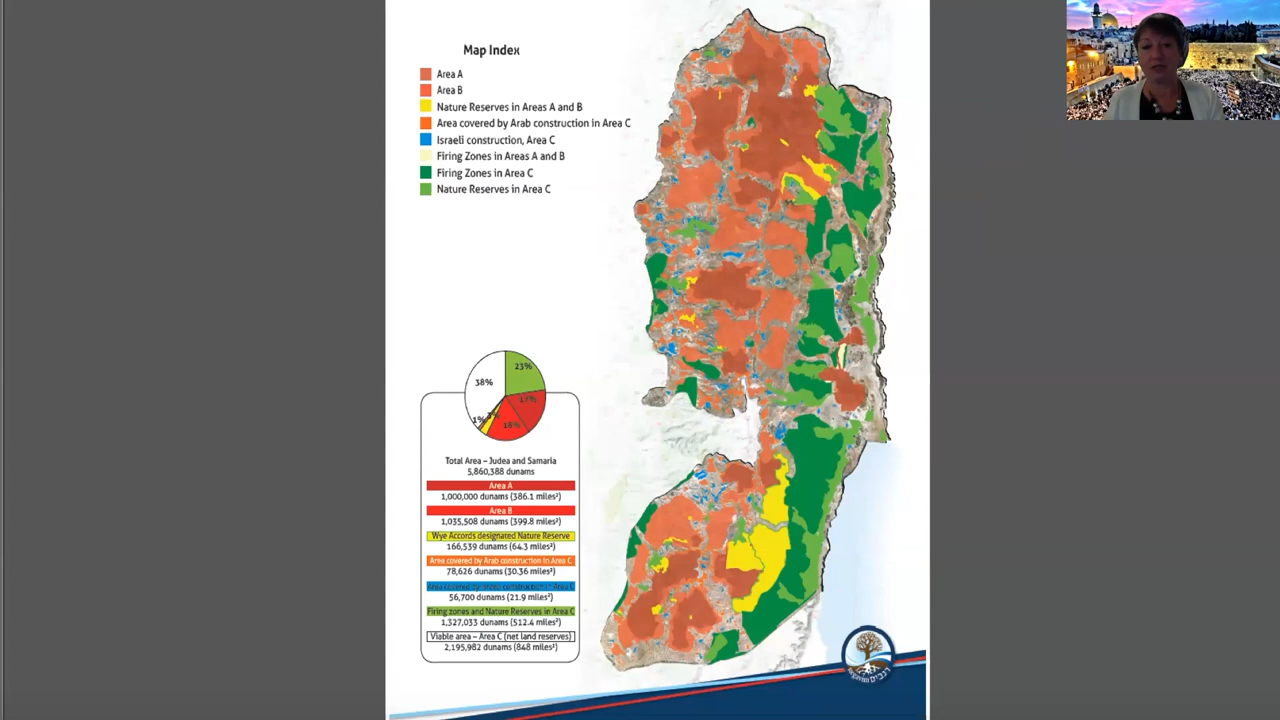 Map Index
Area A
Area B
Nature Reserves in Areas A and B
Area covered by Arab construction in Area C
Israeli construction, Area C
Firing Zones in Areas A and B
Firing Zones in Area C
Nature Reserves in Area C
23%
38%
17%
18%
1%
Total Area – Judea and Samaria
5,860,388 dunams
Area A
1,000,000 dunams (386.1 miles²)
Area B
1,035,508 dunams (399.8 miles²)
Wye Accords designated Nature Reserve
166,539 dunams (64.3 miles²)
Area covered by Arab construction in Area C
78,626 dunams (30.36 miles²)
56,700 dunams (21.9 miles²)
Firing zones and Nature Reserves in Area C
1,327,033 dunams (512.4 miles²)
Viable area – Area C (net land reserves)
2,195,982 dunams (848 miles²)
רגבים